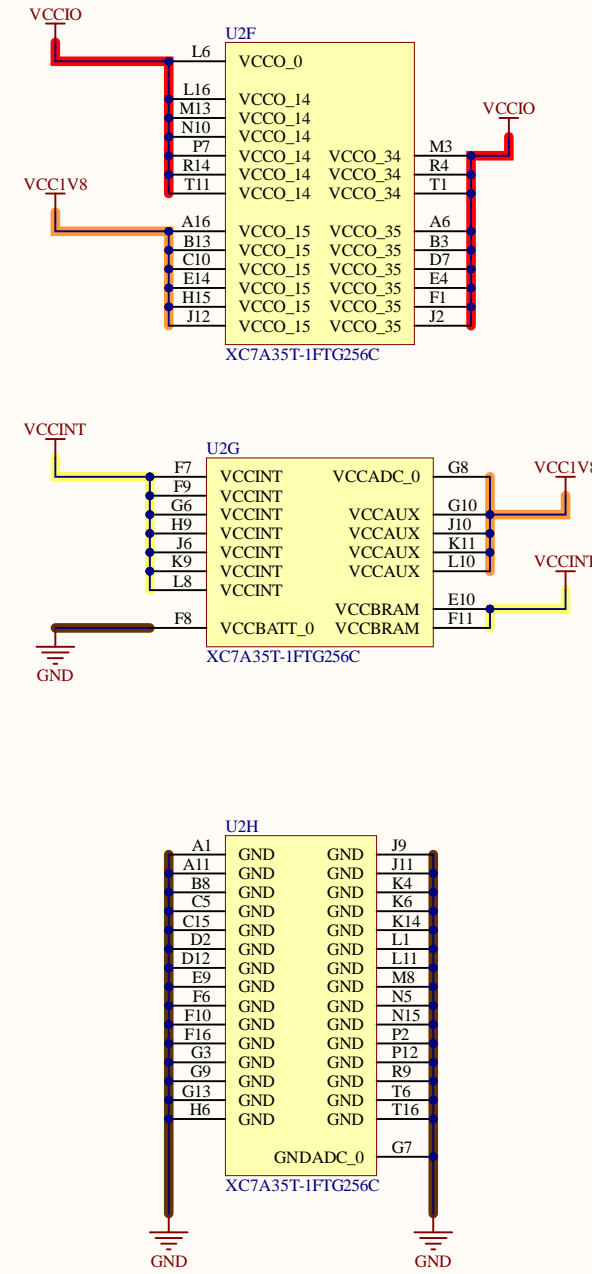 VCCIO
U2F
L6 VCCO_0
L16 VCCO_14
M13 VCCO_14
N10 VCCO_14
VCCIO
P7 VCCO_14 VCCO_34 M3
R14 VCCO_14 VCCO_34 R4
T11 VCCO_14 VCCO_34 T1
VCC1V8
A16 VCCO_15 VCCO_35 A6
B13 VCCO_15 VCCO_35 B3
C10 VCCO_15 VCCO_35 D7
E14 VCCO_15 VCCO_35 E4
H15 VCCO_15 VCCO_35 F1
J12 VCCO_15 VCCO_35 J2
XC7A35T-1FTG256C
VCCINT
U2G
F7 VCCINT VCCADC_0 G8
VCC1V8
F9 VCCINT
G6 VCCINT VCCAUX G10
H9 VCCINT VCCAUX J10
J6 VCCINT VCCAUX K11
K9 VCCINT VCCAUX L10
L8 VCCINT
VCCINT
VCCBRAM E10
F8 VCCBATT_0 VCCBRAM F11
XC7A35T-1FTG256C
GND
U2H
A1 GND GND J9
A11 GND GND J11
B8 GND GND K4
C5 GND GND K6
C15 GND GND K14
D2 GND GND L1
D12 GND GND L11
E9 GND GND M8
F6 GND GND N5
F10 GND GND N15
F16 GND GND P2
G3 GND GND P12
G9 GND GND R9
G13 GND GND T6
H6 GND GND T16
GNDADC_0 G7
XC7A35T-1FTG256C
GND GND